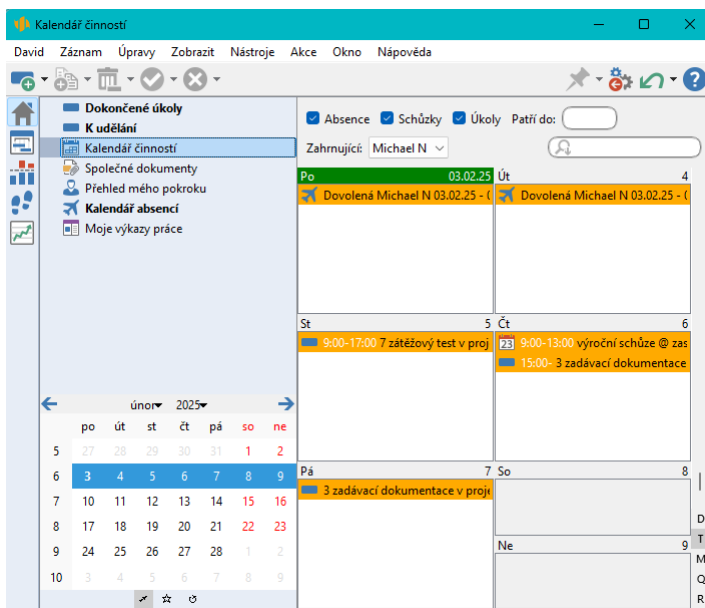 Kalendář činností
David Záznam Úpravy Zobrazit Nástroje Akce Okno Nápověda
Dokončené úkoly
K udělání
Kalendář činností
Společné dokumenty
Přehled mého pokroku
Kalendář absencí
Moje výkazy práce
únor 2025
po út st čt pá so ne
5 27 28 29 30 31 1 2
6 3 4 5 6 7 8 9
7 10 11 12 13 14 15 16
8 17 18 19 20 21 22 23
9 24 25 26 27 28 1 2
10 3 4 5 6 7 8 9
Absence Schůzky Úkoly Patří do:
Zahrnující: Michael N
Po 03.02.25 Út 4
Dovolená Michael N 03.02.25 - ( Dovolená Michael N 03.02.25 - (
St 5 Čt 6
9:00-17:00 7 zátěžový test v proj
23 9:00-13:00 výroční schůze @ zas
15:00- 3 zadávací dokumentace
Pá 7 So 8
3 zadávací dokumentace v proje
Ne 9
D
T
M
Q
R